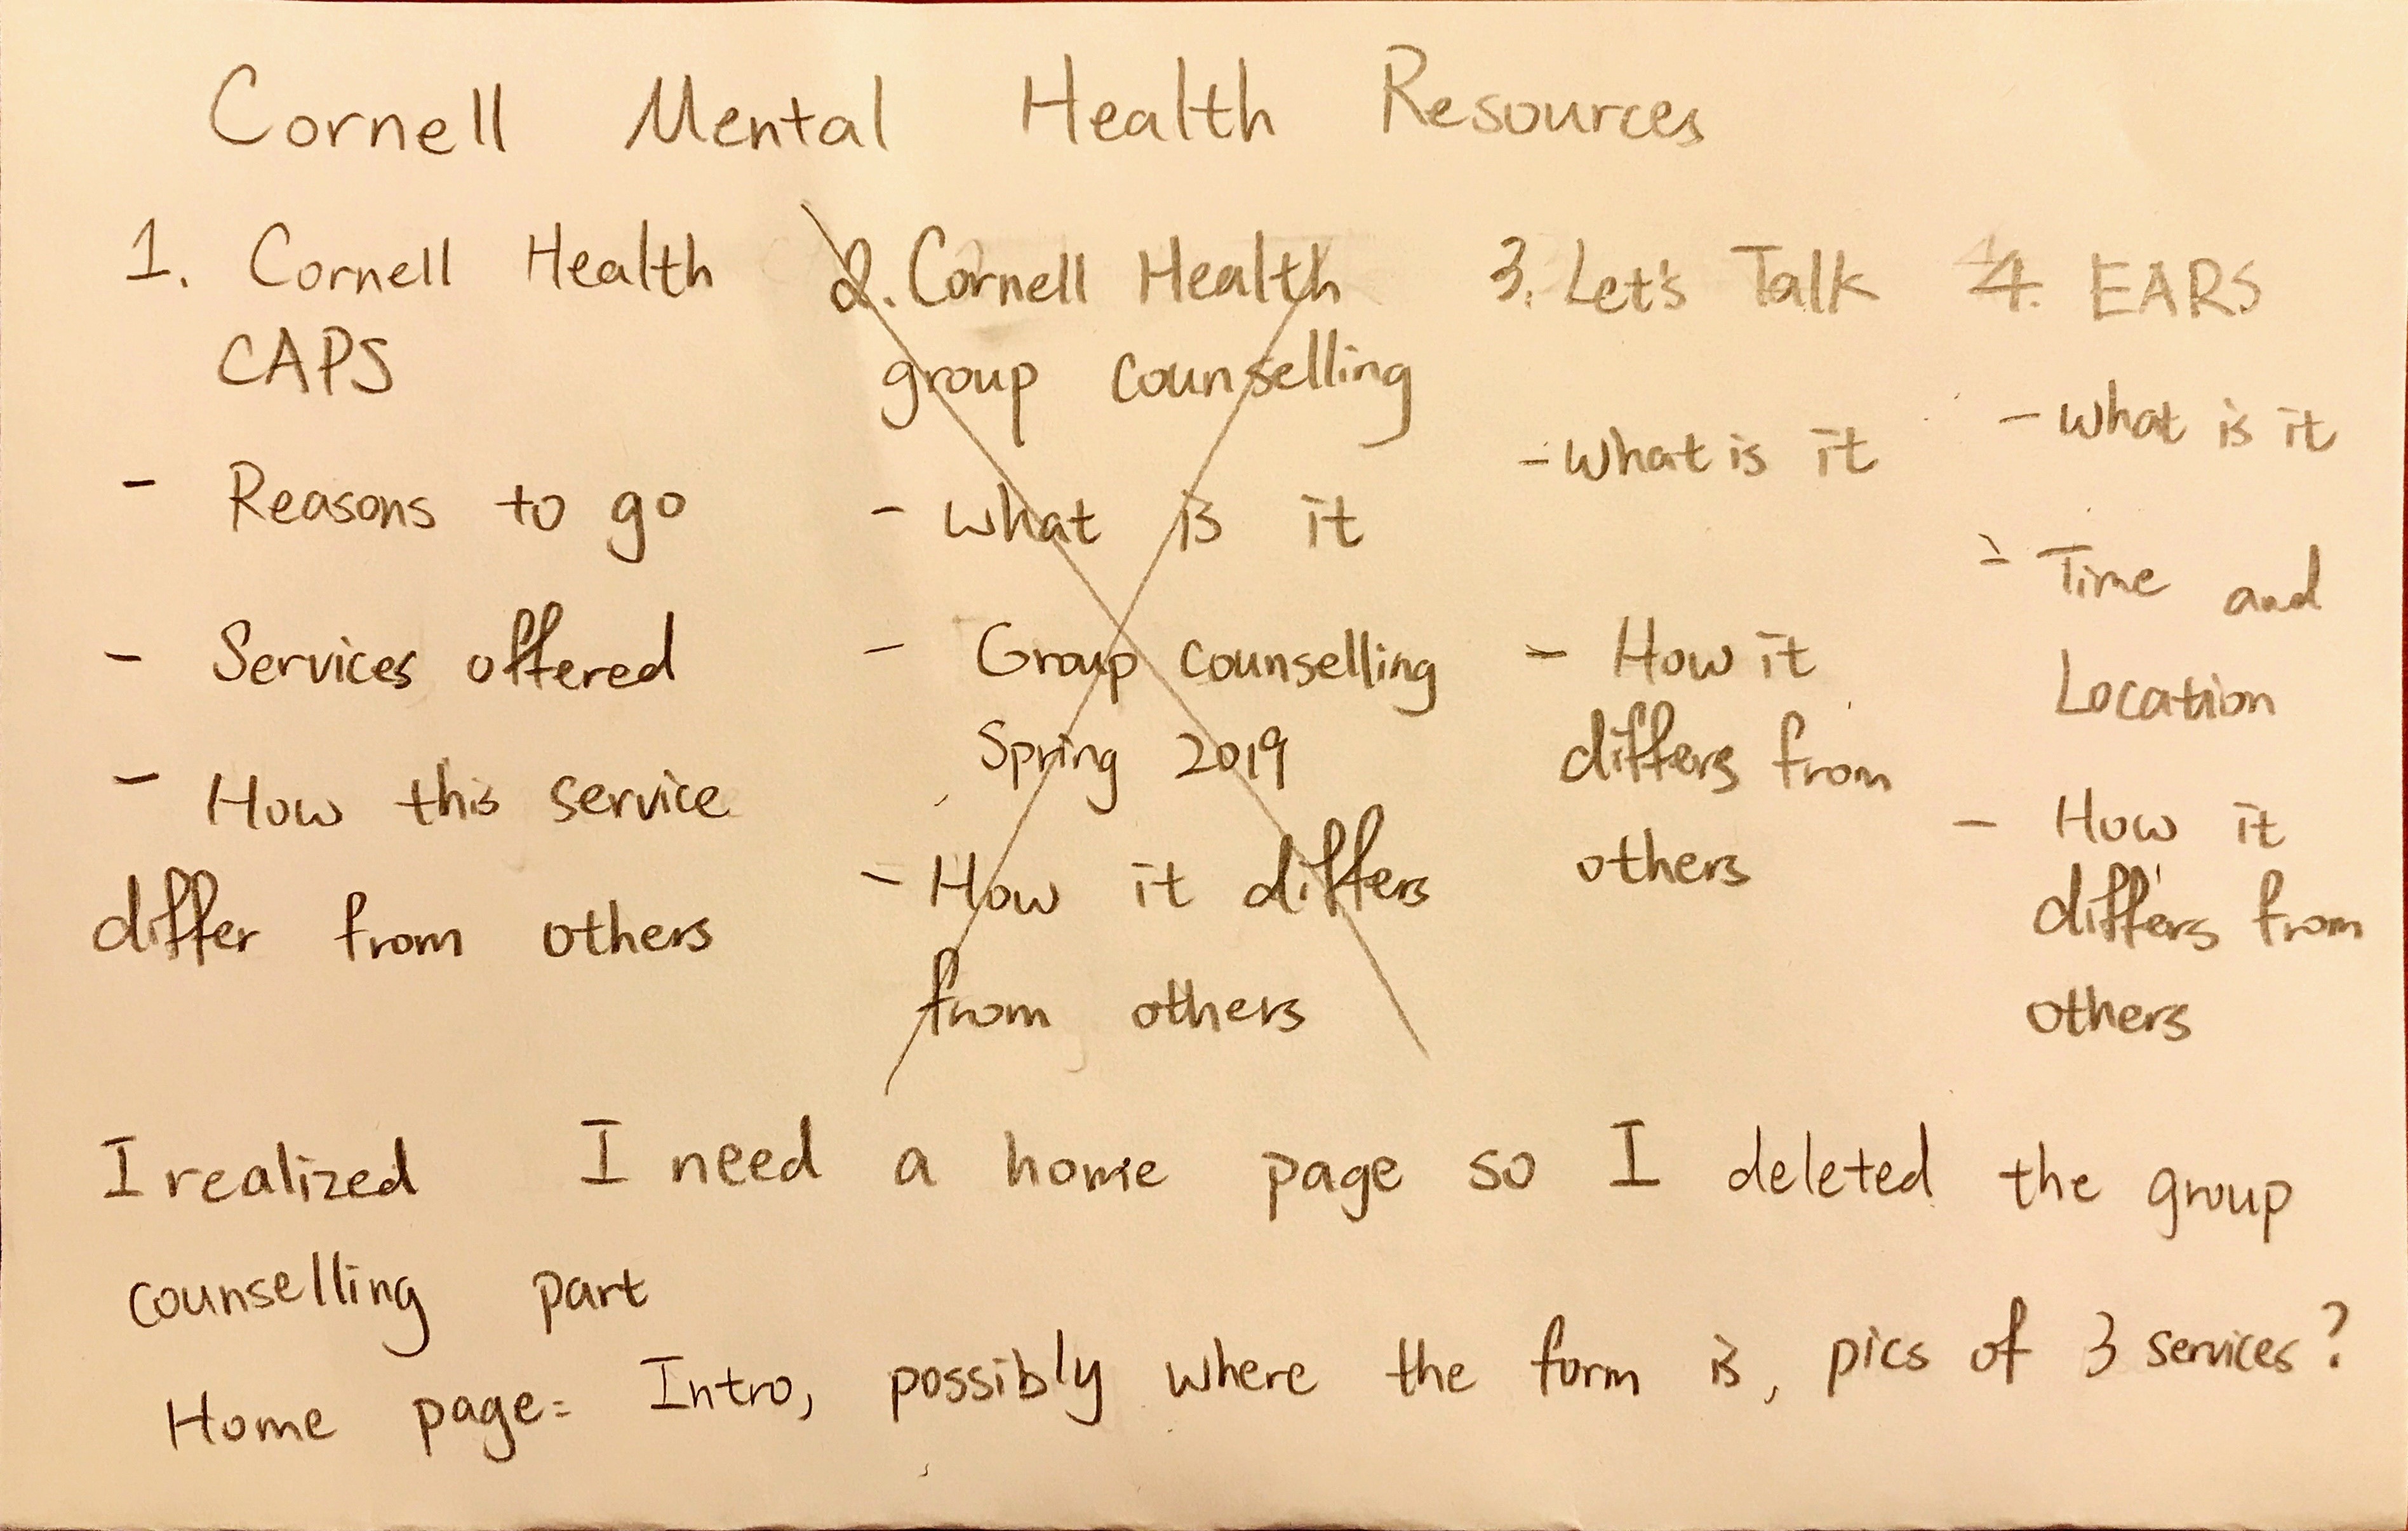 Cornell Mental Health Resources
1. Cornell Health
CAPS
- Reasons to go
- Services offered
- How this service
differ from others
2. Cornell Health
group counselling
- what is it
- Group counselling
Spring 2019
- How it differs
from others
3. Let's Talk
- What is it
- How it
differs from
others
4. EARS
- What is it
- Time and
Location
- How it
differs from
others
I realized I need a home page so I deleted the group
counselling part
Home page: Intro, possibly where the form is, pics of 3 services?